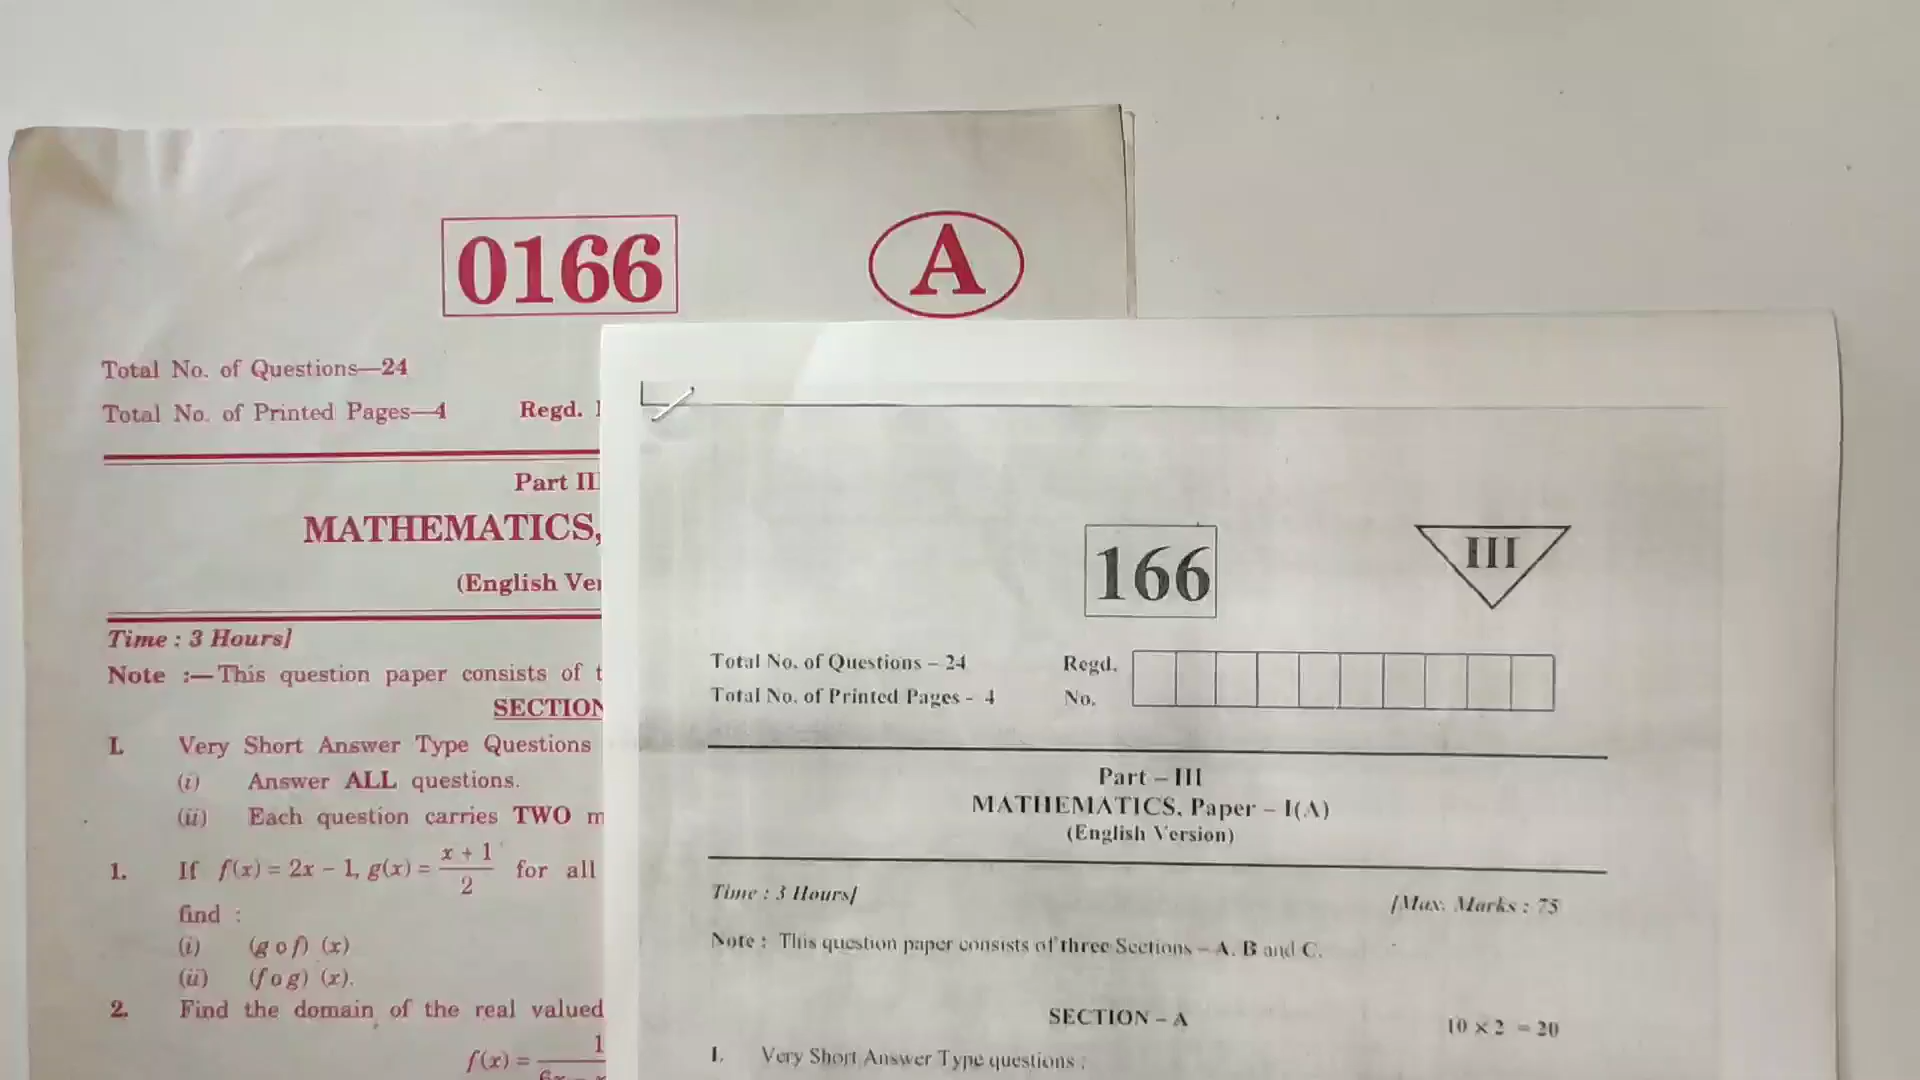 0166
A
Total No. of Questions—24
Total No. of Printed Pages—4 Regd.
Part II
MATHEMATICS,
(English Ver
Time : 3 Hours]
Note :—This question paper consists of t
SECTION
I. Very Short Answer Type Questions
(i) Answer ALL questions.
(ii) Each question carries TWO m
1. If f(x) = 2x − 1, g(x) = x + 1 / 2 for all
find :
(i) (g o f) (x)
(ii) (f o g) (x).
2. Find the domain of the real valued
f(x) = 1
166
III
Total No. of Questions – 24 Regd.
Total No. of Printed Pages - 4 No.
Part – III
MATHEMATICS, Paper – I(A)
(English Version)
Time : 3 Hours] [Max. Marks : 75
Note : This question paper consists of three Sections – A, B and C.
SECTION – A 10 × 2 = 20
I. Very Short Answer Type questions :